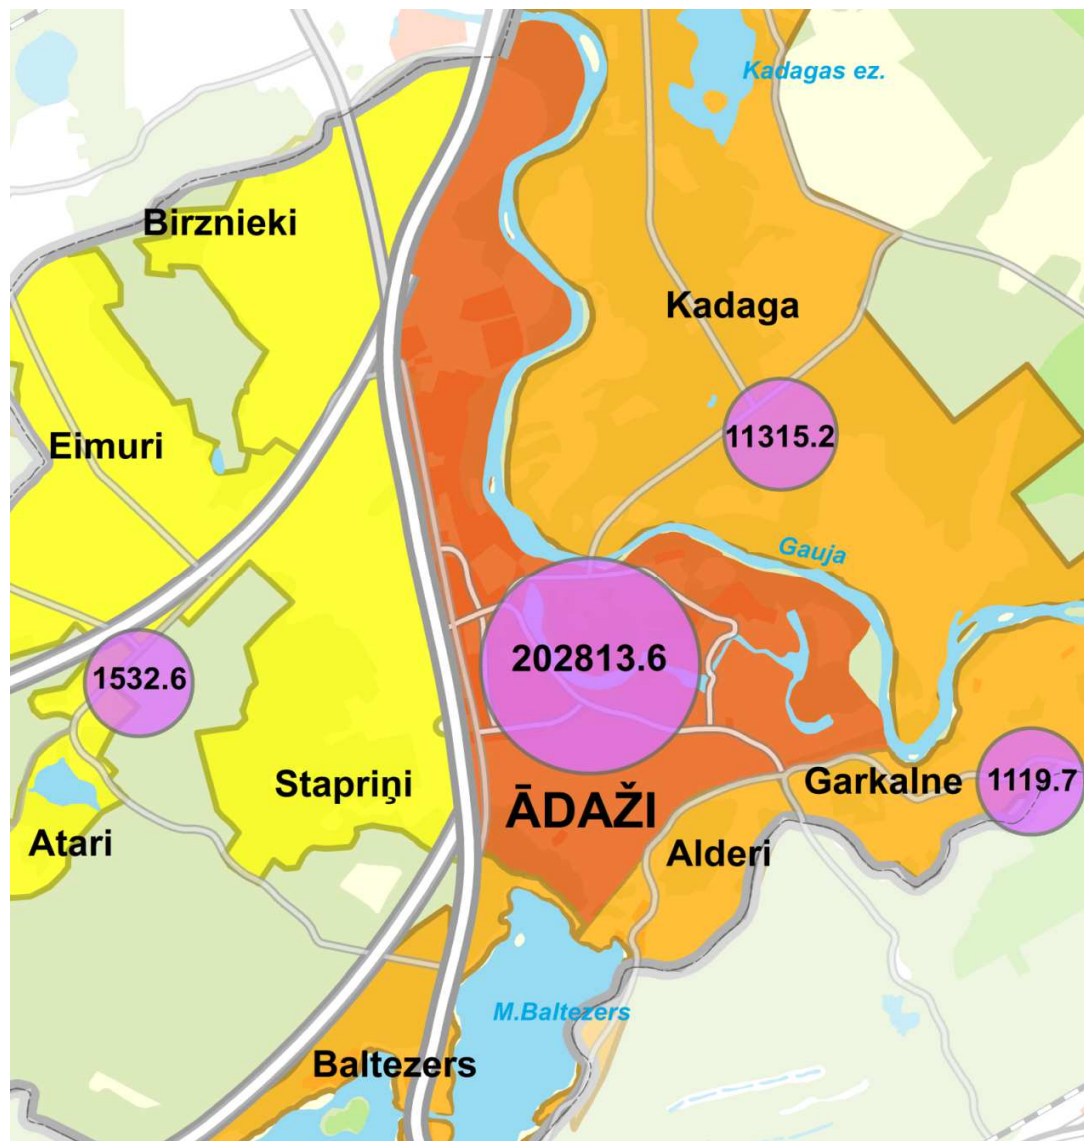 Kadagas ez.
Birznieki
Kadaga
Eimuri
11315.2
Gauja
202813.6
1532.6
Stapriņi
Garkalne
1119.7
ĀDAŽI
Atari
Alderi
M.Baltezers
Baltezers